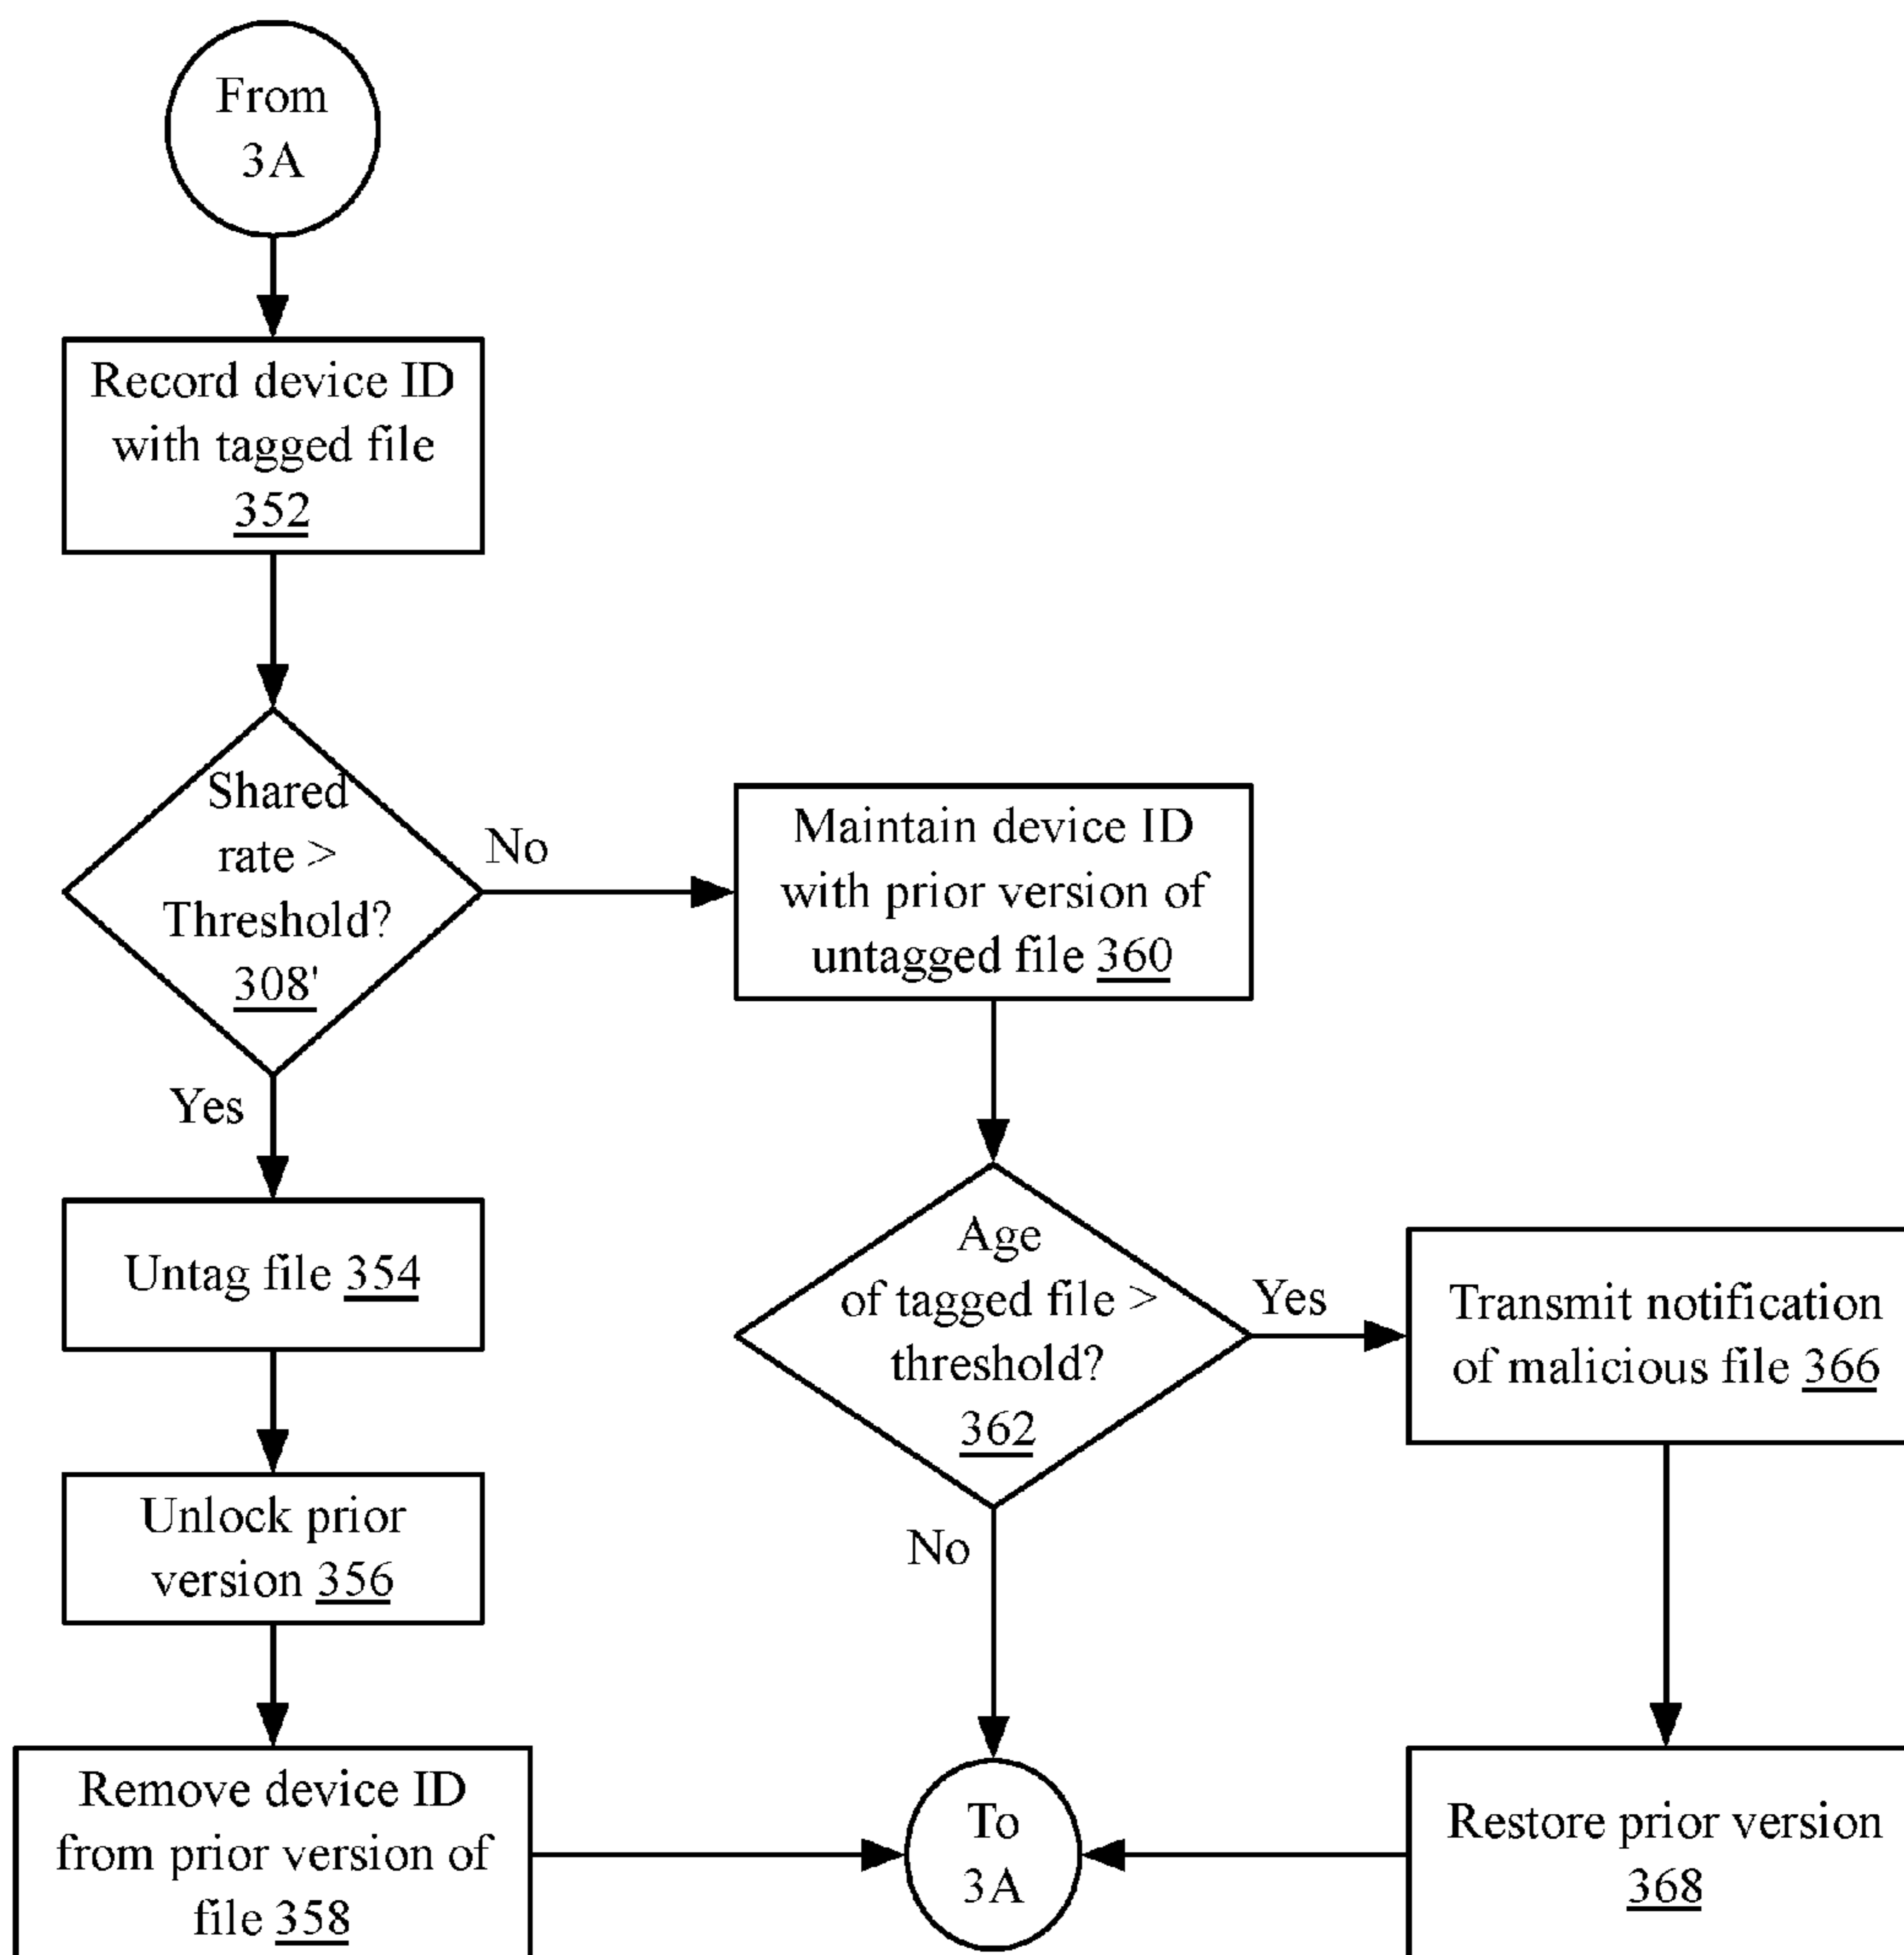 From
3A
Record device ID
with tagged file
352
Shared
rate >
Threshold?
308'
No
Yes
Maintain device ID
with prior version of
untagged file 360
Untag file 354
Age
of tagged file >
threshold?
362
Yes
No
Transmit notification
of malicious file 366
Unlock prior
version 356
Remove device ID
from prior version of
file 358
To
3A
Restore prior version
368